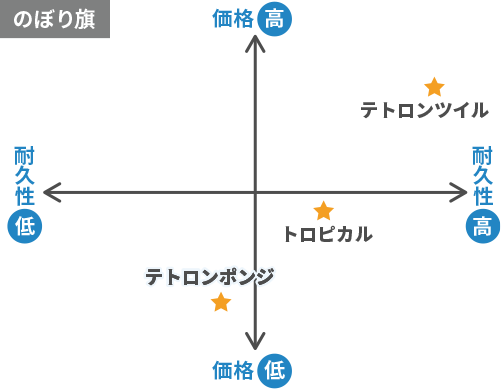 のぼり旗
価格 高
テトロンツイル
耐久性 低
耐久性 高
トロピカル
テトロンポンジ
価格 低